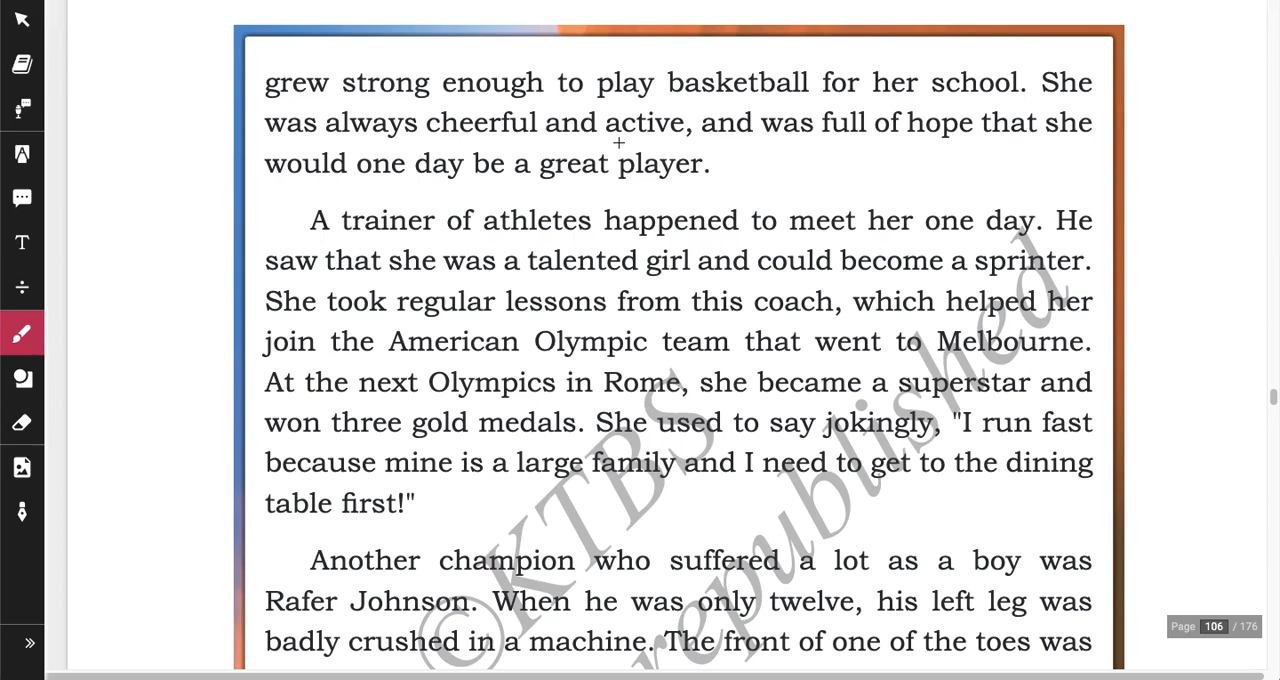 grew strong enough to play basketball for her school. She
was always cheerful and active, and was full of hope that she
would one day be a great player.
A trainer of athletes happened to meet her one day. He
saw that she was a talented girl and could become a sprinter.
She took regular lessons from this coach, which helped her
join the American Olympic team that went to Melbourne.
At the next Olympics in Rome, she became a superstar and
won three gold medals. She used to say jokingly, "I run fast
because mine is a large family and I need to get to the dining
table first!"
Another champion who suffered a lot as a boy was
Rafer Johnson. When he was only twelve, his left leg was
badly crushed in a machine. The front of one of the toes was
©KTBS
republished
Page 106 / 176